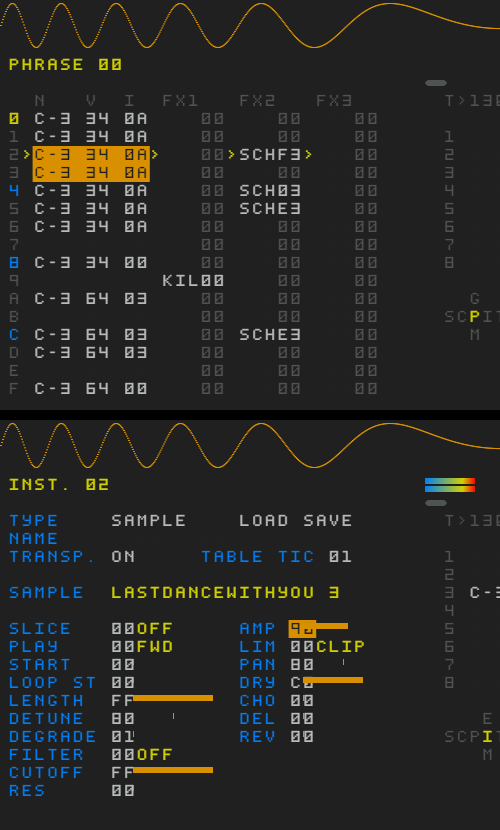 PHRASE 00
N V I FX1 FX2 FX3 T>130
0 C-3 34 0A 00 00 00
1 C-3 34 0A 00 00 00 1
2 > C-3 34 0A > 00 > SCHF3 > 00 2
3 C-3 34 0A 00 00 00 3
4 C-3 34 0A 00 SCH03 00 4
5 C-3 34 0A 00 SCHE3 00 5
6 C-3 34 0A 00 00 00 6
7 00 00 00 7
8 C-3 34 00 00 00 00 8
9 KIL00 00 00
A C-3 64 03 00 00 00 G
B 00 00 00 SCPIT
C C-3 64 03 00 SCHE3 00 M
D C-3 64 03 00 00 00
E 00 00 00
F C-3 64 00 00 00 00
INST. 02
TYPE SAMPLE LOAD SAVE T>130
NAME
TRANSP. ON TABLE TIC 01 1
2
SAMPLE LASTDANCEWITHYOU 3 3 C-3
4
SLICE 00OFF AMP 5
PLAY 00FWD LIM 00CLIP 6
START 00 PAN 80 7
LOOP ST 00 DRY C0 8
LENGTH FF CHO 00
DETUNE 80 DEL 00 E
DEGRADE 01 REV 00 SCPIT
FILTER 00OFF M
CUTOFF FF
RES 00